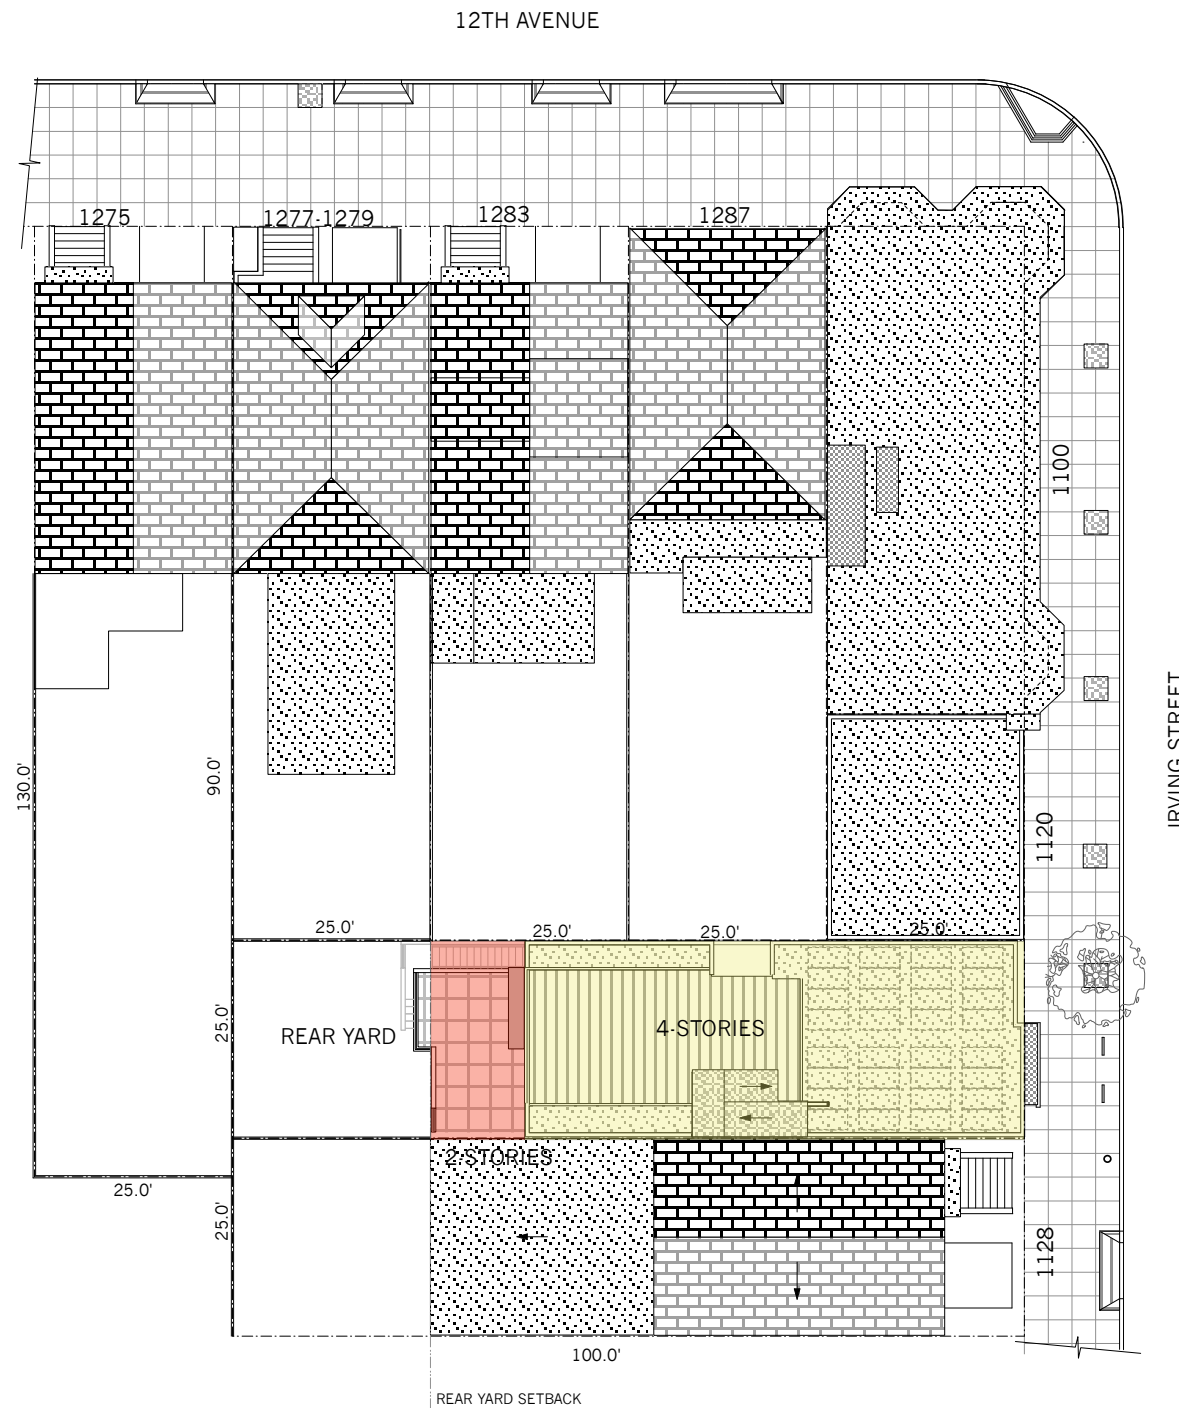 12TH AVENUE
1275
1277-1279
1283
1287
1100
IRVING STREET
130.0'
90.0'
1120
25.0'
25.0'
25.0'
25.0'
25.0'
REAR YARD
4-STORIES
2-STORIES
25.0'
25.0'
1128
100.0'
REAR YARD SETBACK